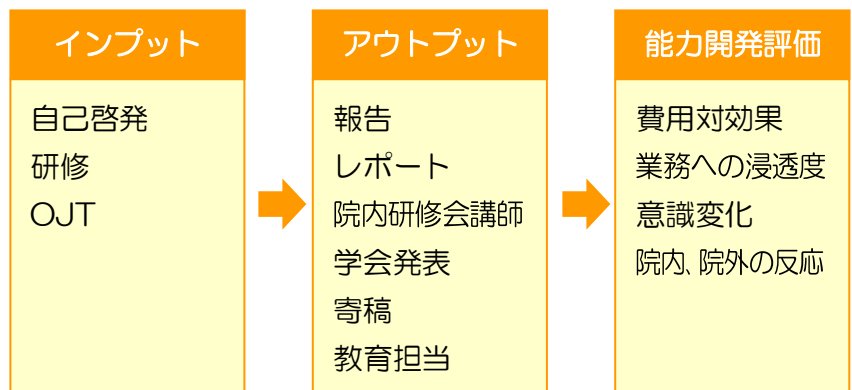 インプット
自己啓発
研修
OJT
アウトプット
報告
レポート
院内研修会講師
学会発表
寄稿
教育担当
能力開発評価
費用対効果
業務への浸透度
意識変化
院内、院外の反応